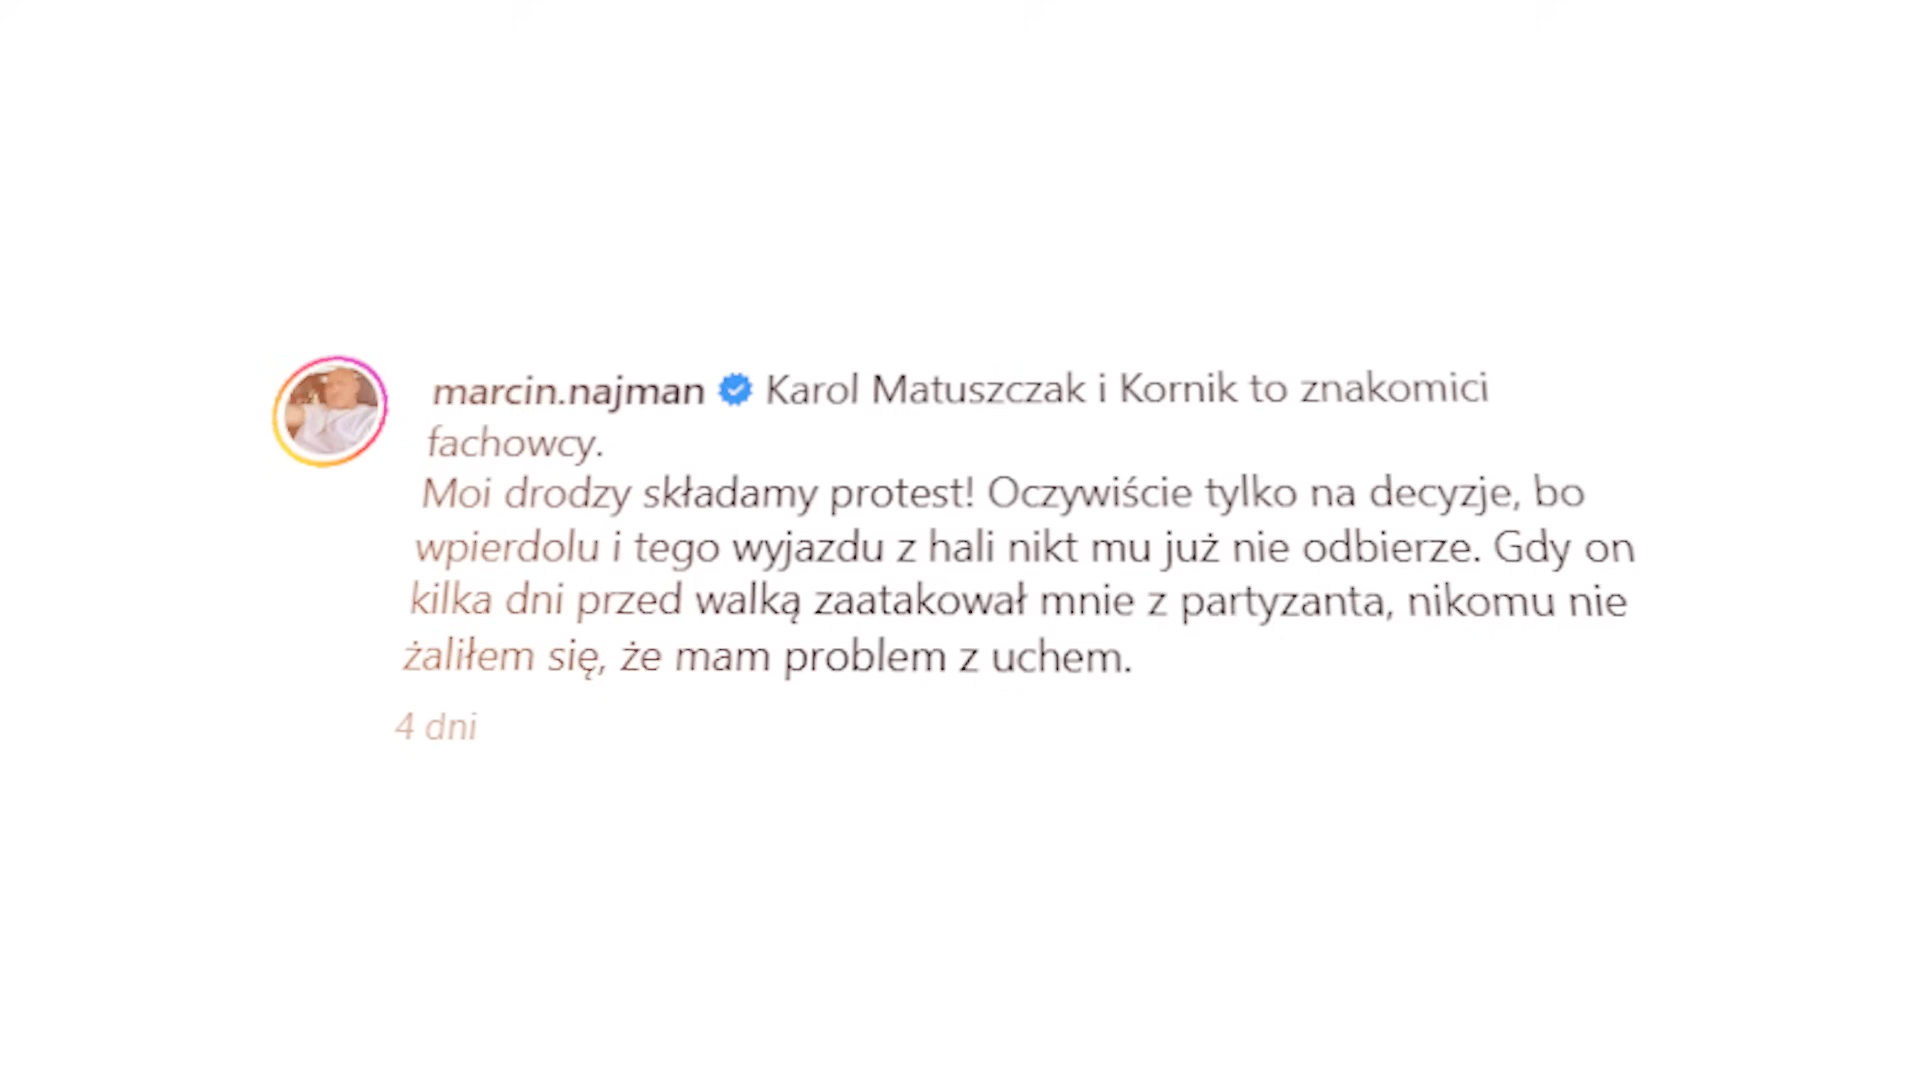 marcin.najman Karol Matuszczak i Kornik to znakomici
fachowcy.
Moi drodzy składamy protest! Oczywiście tylko na decyzje, bo
wpierdolu i tego wyjazdu z hali nikt mu już nie odbierze. Gdy on
kilka dni przed walką zaatakował mnie z partyzanta, nikomu nie
żaliłem się, że mam problem z uchem.
4 dni